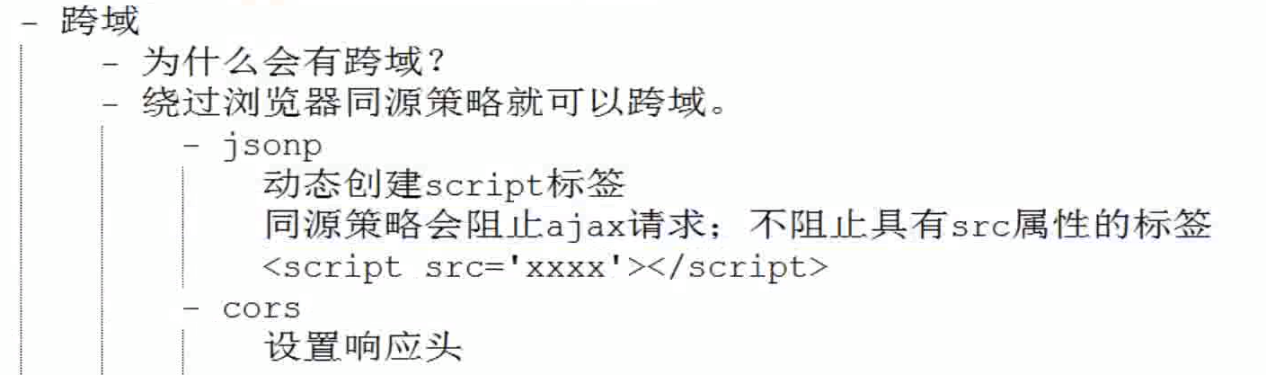 - 跨域
- 为什么会有跨域？
- 绕过浏览器同源策略就可以跨域。
- jsonp
动态创建script标签
同源策略会阻止ajax请求；不阻止具有src属性的标签
<script src='xxxx'></script>
- cors
设置响应头